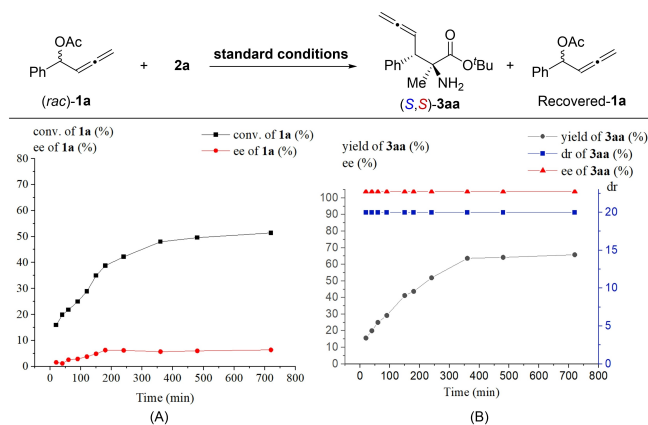 OAc
Ph
(rac)-1a
+
2a
standard conditions
Ph
Me
NH2
O
OtBu
(S,S)-3aa
+
OAc
Ph
Recovered-1a
conv. of 1a (%)
ee of 1a (%)
conv. of 1a (%)
ee of 1a (%)
80
70
60
50
40
30
20
10
0
0 100 200 300 400 500 600 700 800
Time (min)
(A)
yield of 3aa (%)
ee (%)
yield of 3aa (%)
dr of 3aa (%)
ee of 3aa (%)
dr
100
90
80
70
60
50
40
30
20
10
0
20
15
10
5
0
0 100 200 300 400 500 600 700 800
Time (min)
(B)